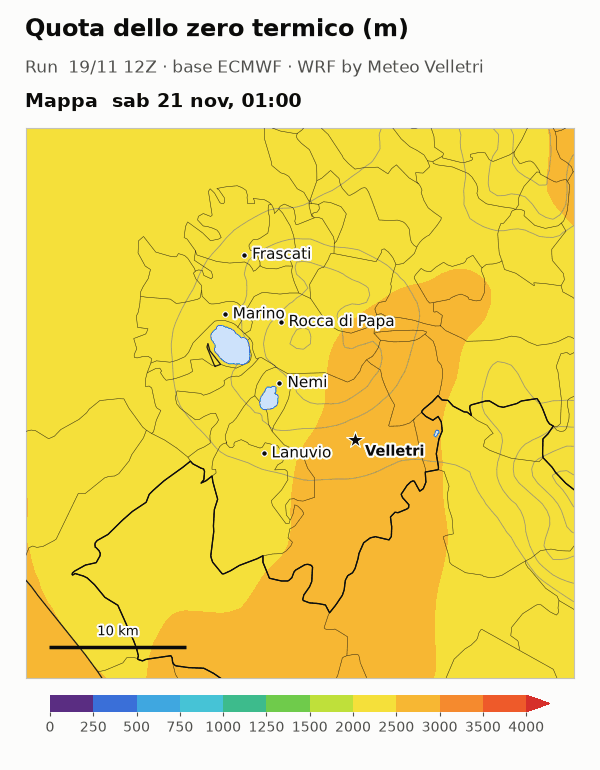 Quota dello zero termico (m)
Run 19/11 12Z · base ECMWF · WRF by Meteo Velletri
Mappa sab 21 nov, 01:00
Frascati
Marino
Rocca di Papa
Nemi
Velletri
Lanuvio
10 km
0 250 500 750 1000 1250 1500 2000 2500 3000 3500 4000